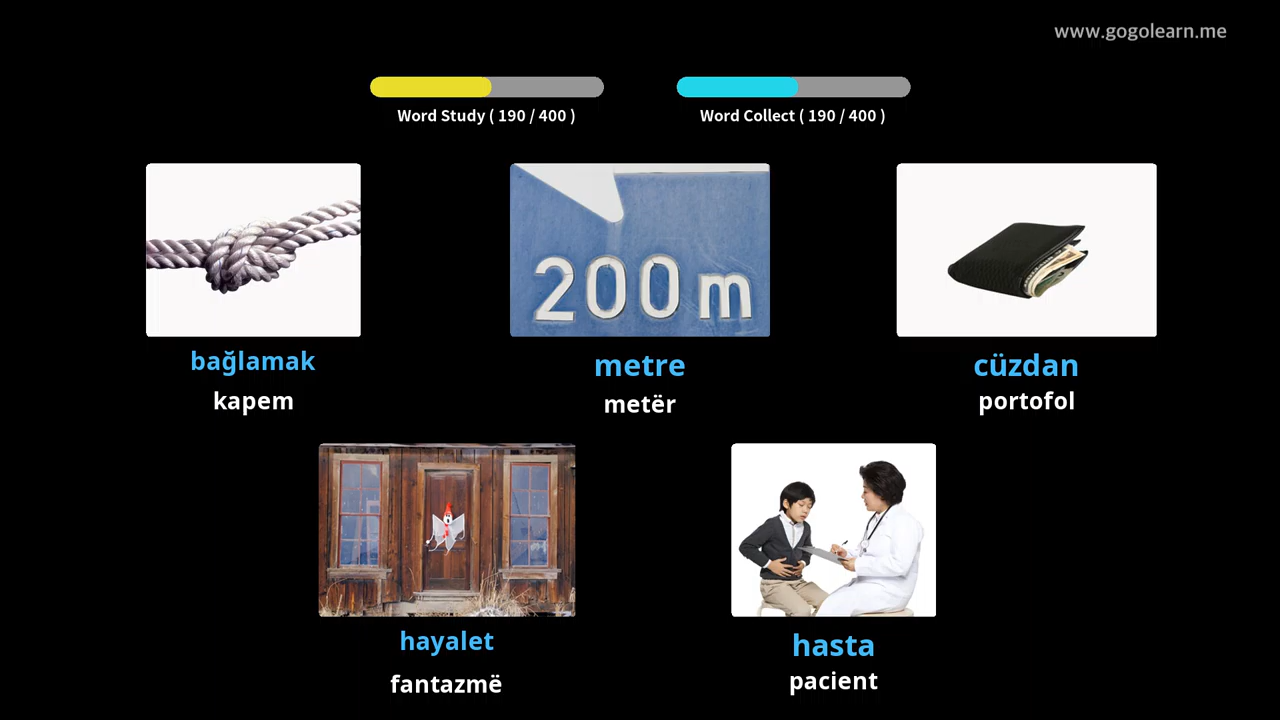 www.gogolearn.me
Word Study ( 190 / 400 )
Word Collect ( 190 / 400 )
200 m
bağlamak
kapem
metre
metër
cüzdan
portofol
hayalet
fantazmë
hasta
pacient